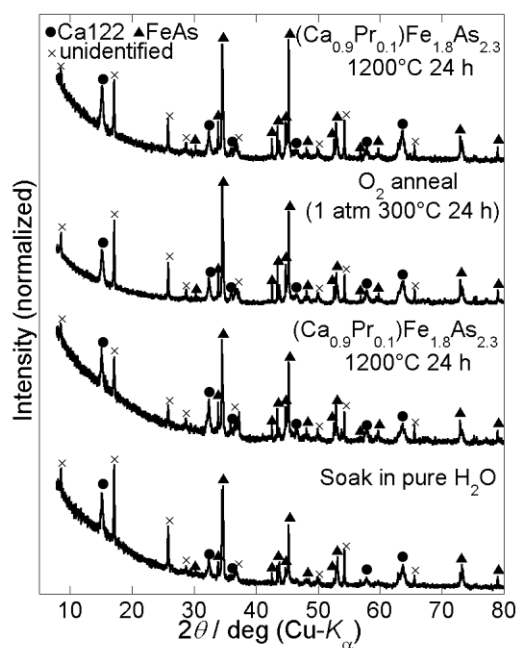 ●Ca122 ▲FeAs
×unidentified
(Ca0.9Pr0.1)Fe1.8As2.3
1200°C 24 h
O2 anneal
(1 atm 300°C 24 h)
(Ca0.9Pr0.1)Fe1.8As2.3
1200°C 24 h
Soak in pure H2O
Intensity (normalized)
10 20 30 40 50 60 70 80
2θ / deg (Cu-Kα)